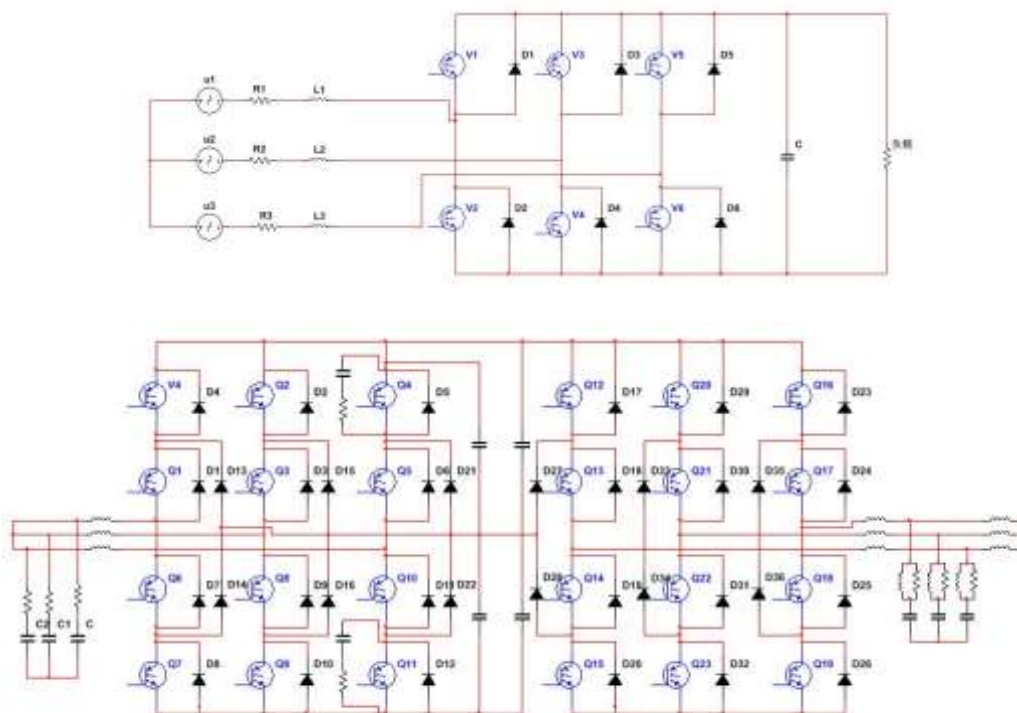 V1 D1 V3 D3 V5 D5
u1 R1 L1
u2 R2 L2 C 负载
u3 R3 L3
V2 D2 V4 D4 V6 D6
V4 D4 Q2 D2 Q4 D5 Q12 D17 Q20 D29 Q16 D23
Q1 D1 D13 Q3 D3 D15 Q5 D6 D21 Q13 D18 Q21 D30 D35 Q17 D24
Q6 D7 D14 Q8 D9 D16 Q10 D11 D22 Q14 Q22 D31 D36 Q18 D25
C2 C1 C
Q7 D8 Q9 D10 Q11 D12 Q15 D26 Q23 D32 Q19 D26